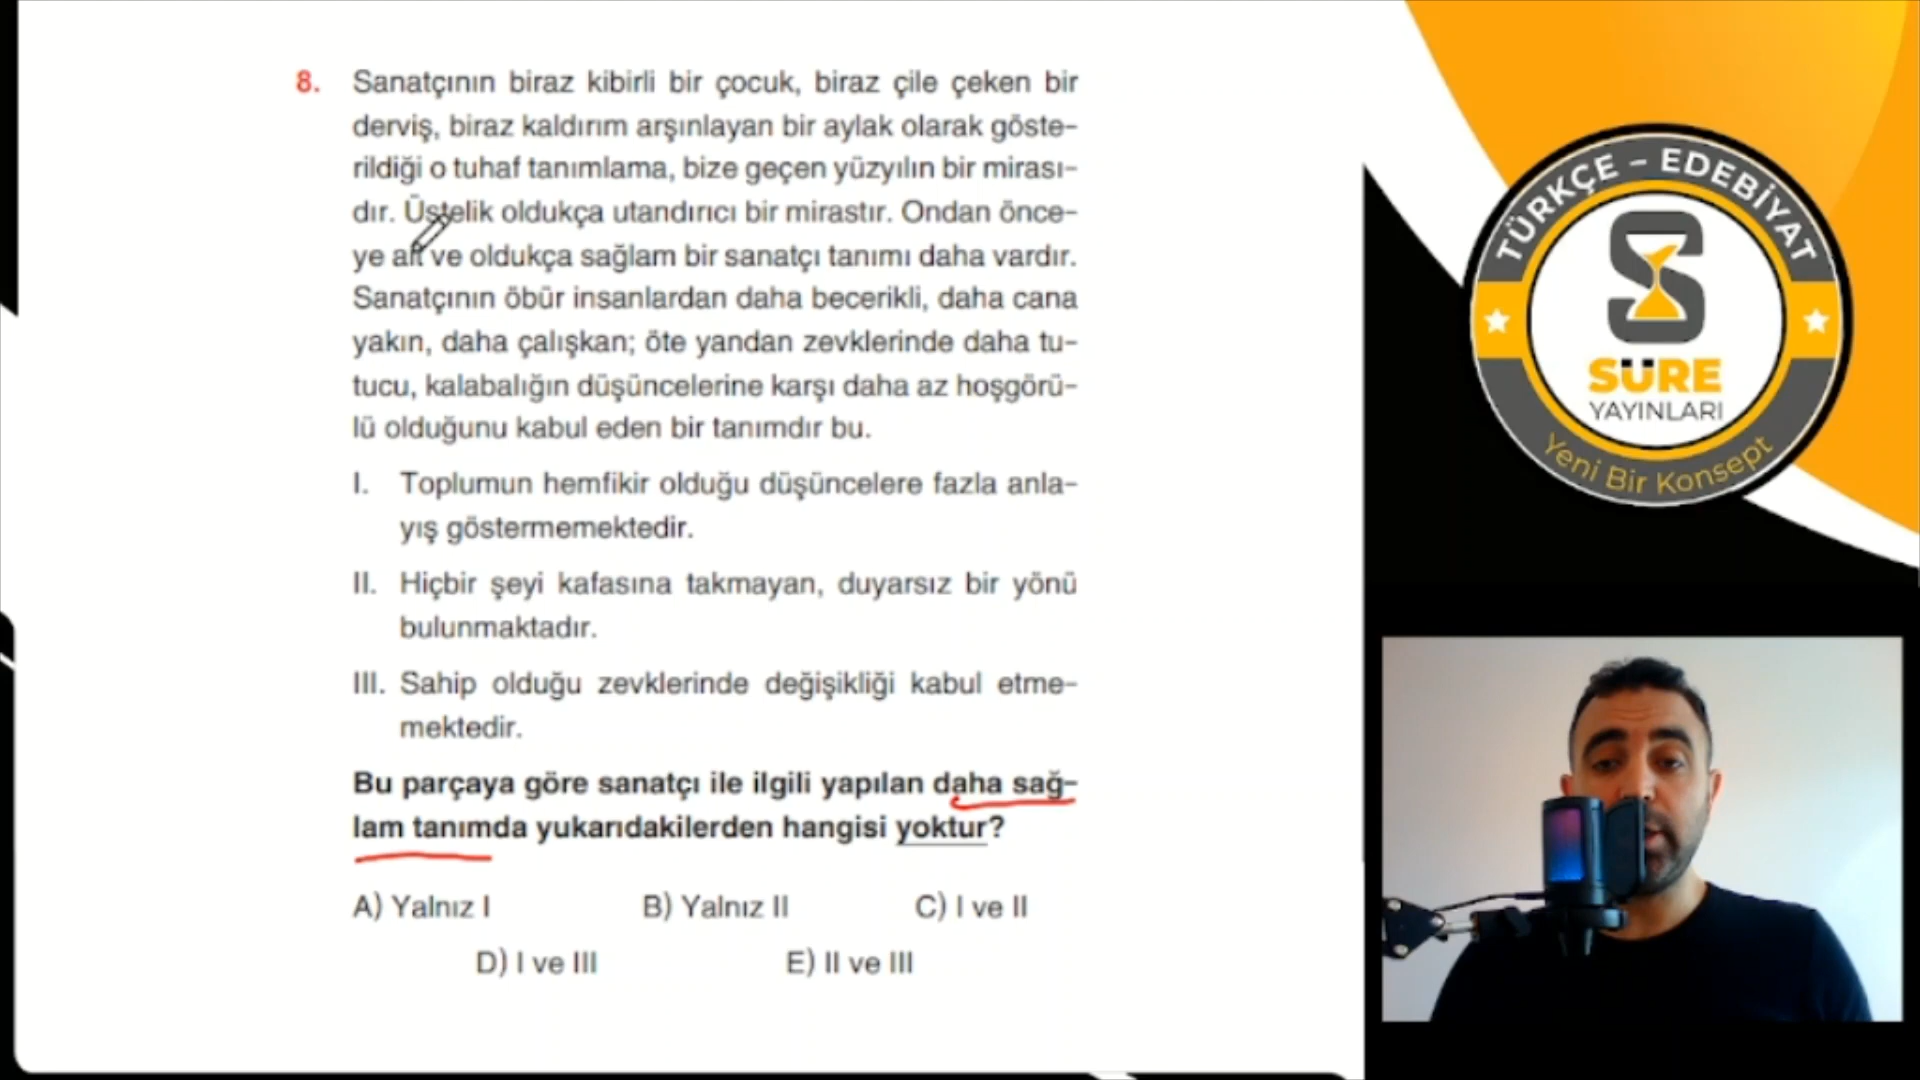 8. Sanatçının biraz kibirli bir çocuk, biraz çile çeken bir
derviş, biraz kaldırım arşınlayan bir aylak olarak göste-
rildiği o tuhaf tanımlama, bize geçen yüzyılın bir mirası-
dır. Üstelik oldukça utandırıcı bir mirastır. Ondan önce-
ye ait ve oldukça sağlam bir sanatçı tanımı daha vardır.
Sanatçının öbür insanlardan daha becerikli, daha cana
yakın, daha çalışkan; öte yandan zevklerinde daha tu-
tucu, kalabalığın düşüncelerine karşı daha az hoşgörü-
lü olduğunu kabul eden bir tanımdır bu.
I. Toplumun hemfikir olduğu düşüncelere fazla anla-
yış göstermemektedir.
II. Hiçbir şeyi kafasına takmayan, duyarsız bir yönü
bulunmaktadır.
III. Sahip olduğu zevklerinde değişikliği kabul etme-
mektedir.
Bu parçaya göre sanatçı ile ilgili yapılan daha sağ-
lam tanımda yukarıdakilerden hangisi yoktur?
A) Yalnız I B) Yalnız II C) I ve II
D) I ve III E) II ve III
TÜRKÇE – EDEBİYAT
SÜRE
YAYINLARI
Yeni Bir Konsept